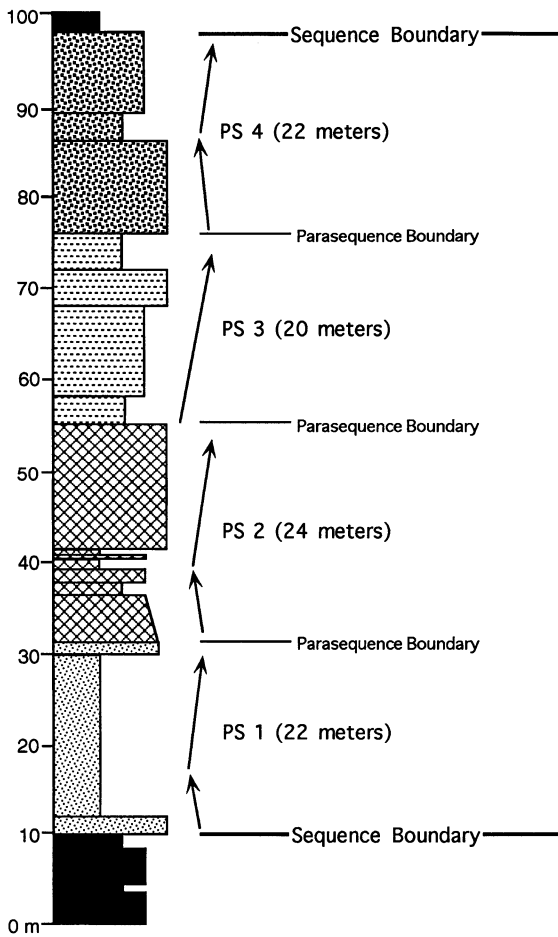 100
Sequence Boundary
90
PS 4 (22 meters)
80
Parasequence Boundary
70
PS 3 (20 meters)
60
Parasequence Boundary
50
PS 2 (24 meters)
40
Parasequence Boundary
30
PS 1 (22 meters)
20
10
Sequence Boundary
0 m